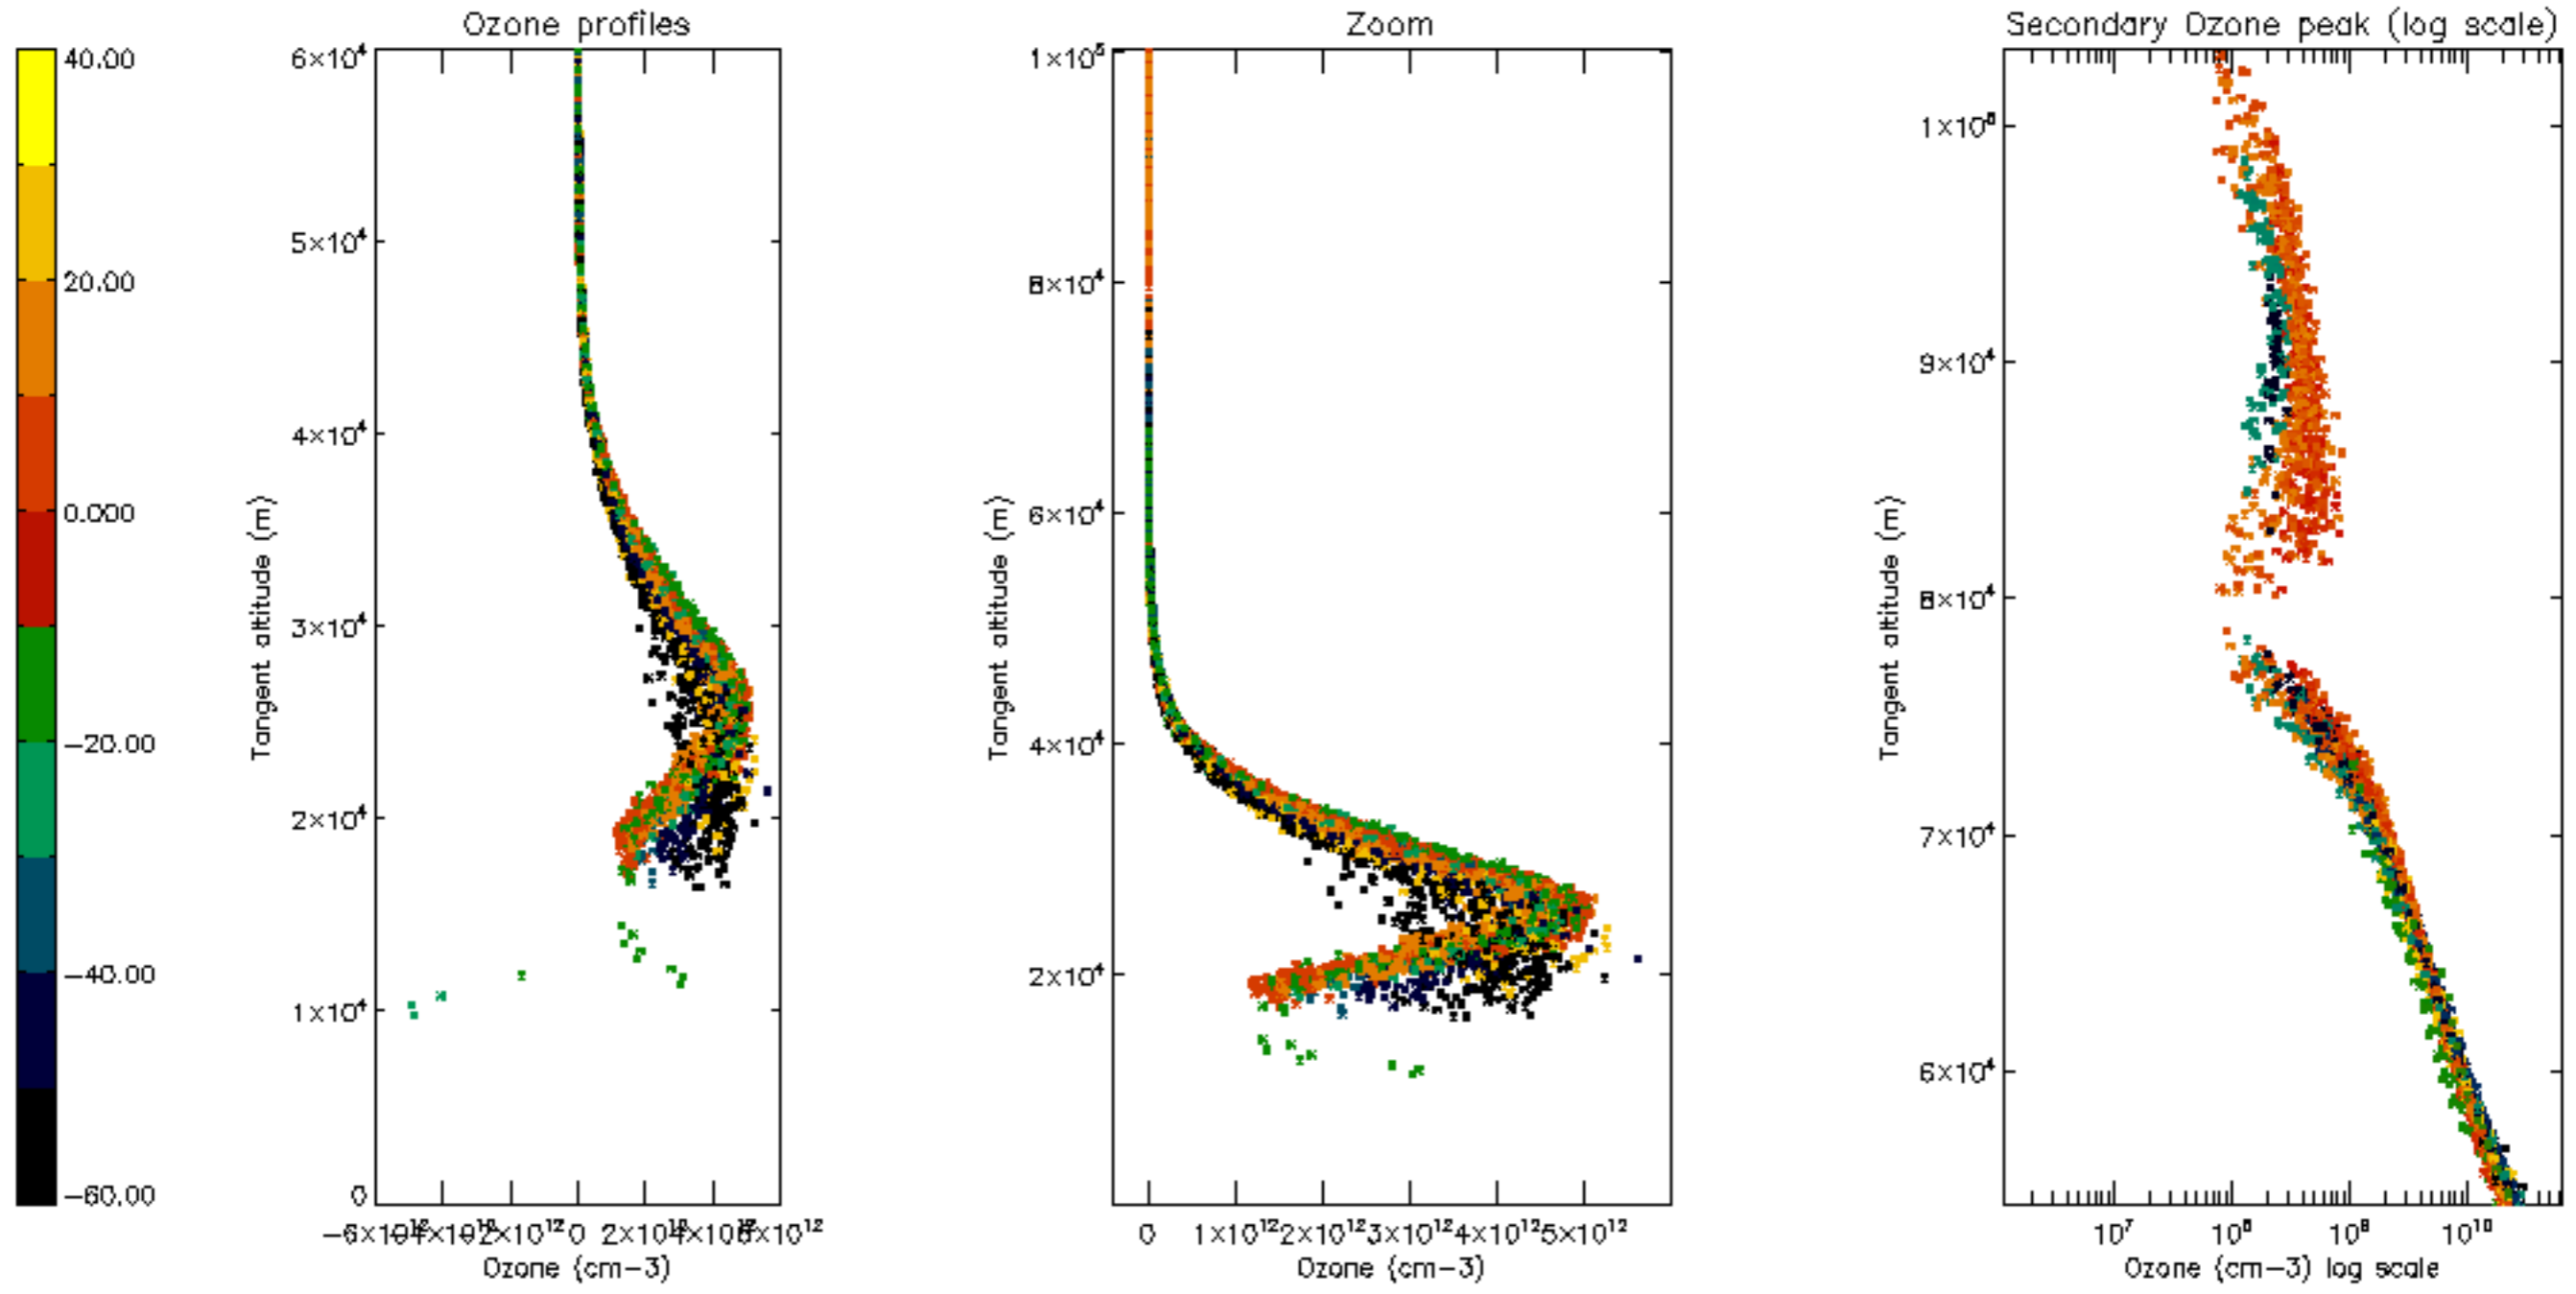 Ozone profiles
Zoom
Secondary Ozone peak (log scale)
40.00
20.00
0.000
−20.00
−40.00
−60.00
6×10⁴
5×10⁴
4×10⁴
3×10⁴
2×10⁴
1×10⁴
0
Tangent altitude (m)
0
Ozone (cm−3)
1×10⁵
8×10⁴
6×10⁴
4×10⁴
2×10⁴
Tangent altitude (m)
0 1×10¹² 2×10¹² 3×10¹² 4×10¹² 5×10¹²
Ozone (cm−3)
1×10⁵
9×10⁴
8×10⁴
7×10⁴
6×10⁴
Tangent altitude (m)
10⁷ 10⁸ 10⁹ 10¹⁰
Ozone (cm−3) log scale